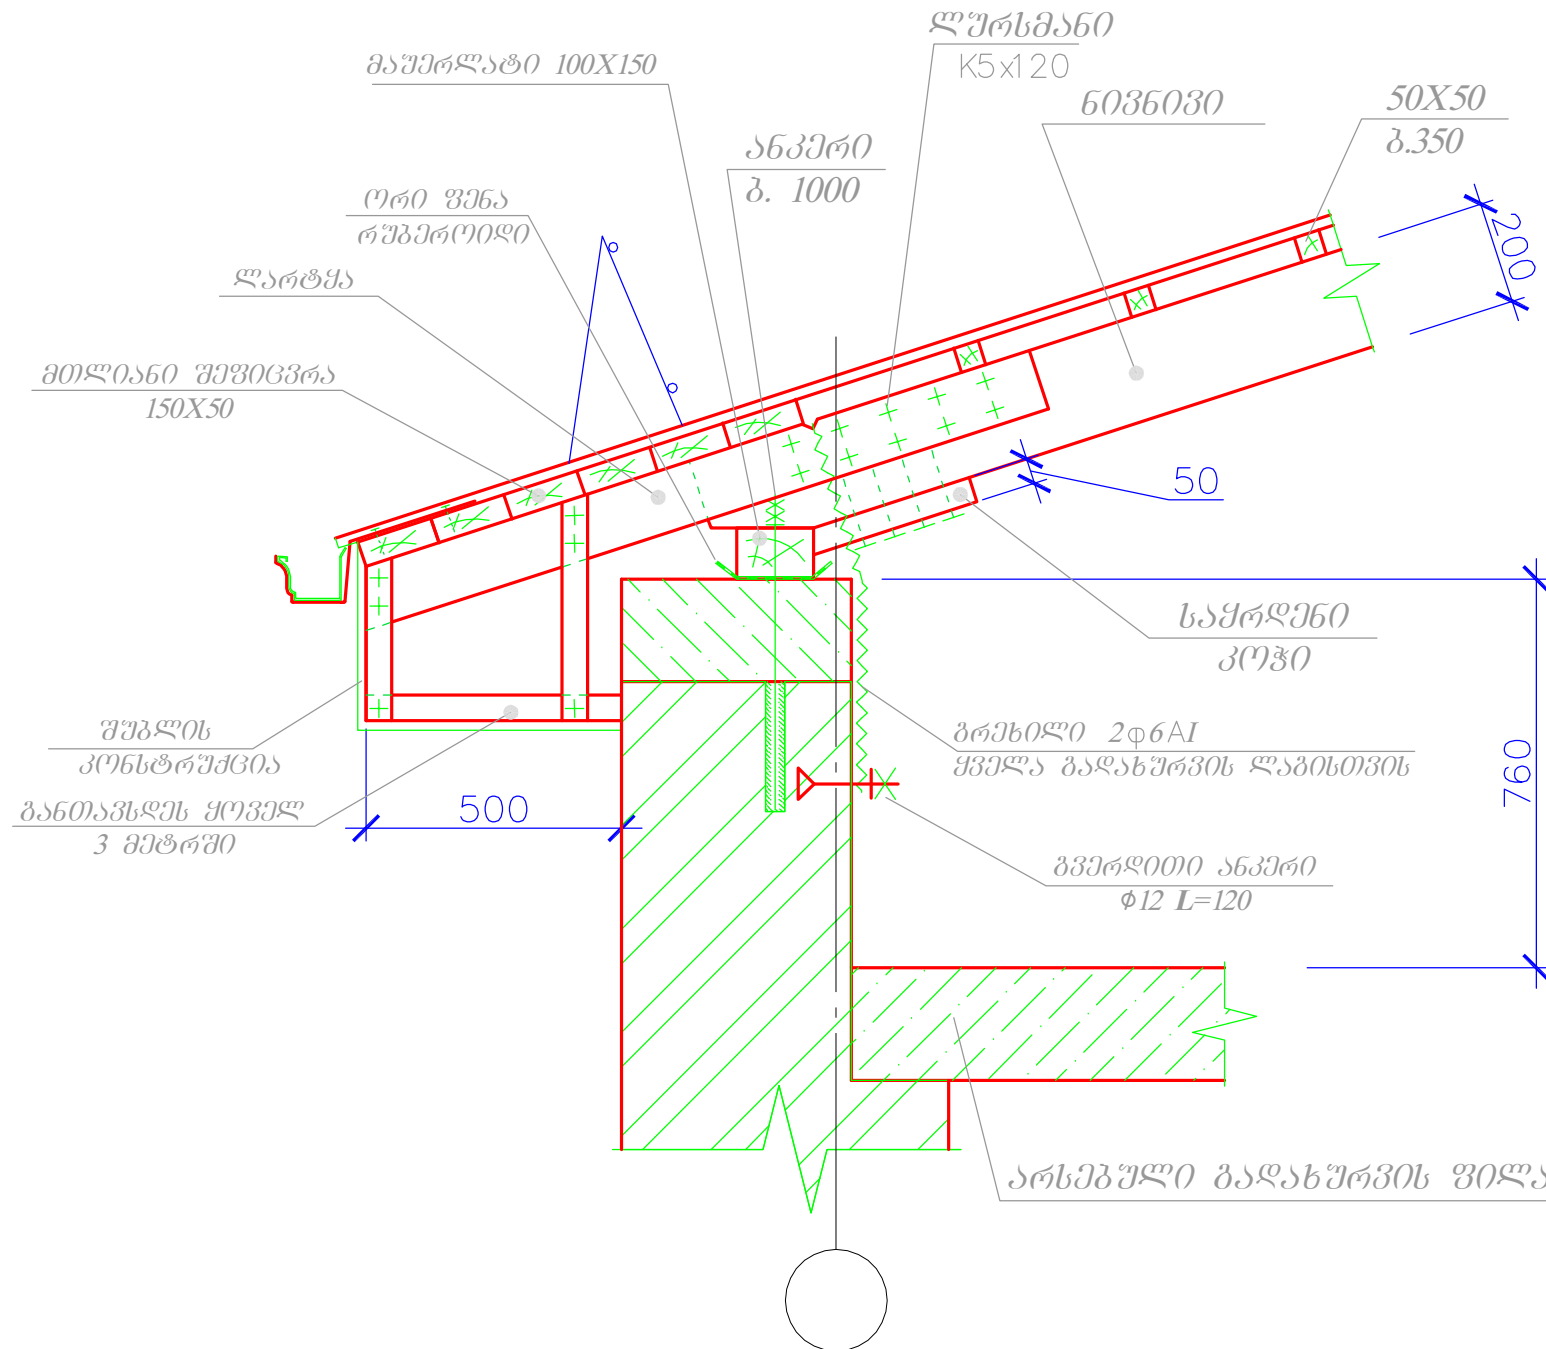 ლურსმანი
K5x120
მაუერლატი 100X150
ნივნივი
50X50
ბ.350
ანკერი
ბ. 1000
ორი ფენა
რუბეროიდი
200
ლარტყა
მთლიანი შეფიცვრა
150X50
50
საყრდენი
კოჭი
შუბლის
კონსტრუქცია
გრეხილი 2φ6AI
ყველა გადახურვის ლაგისთვის
760
განთავსდეს ყოველ
3 მეტრში
500
გვერდითი ანკერი
ϕ12 L=120
არსებული გადახურვის ფილა